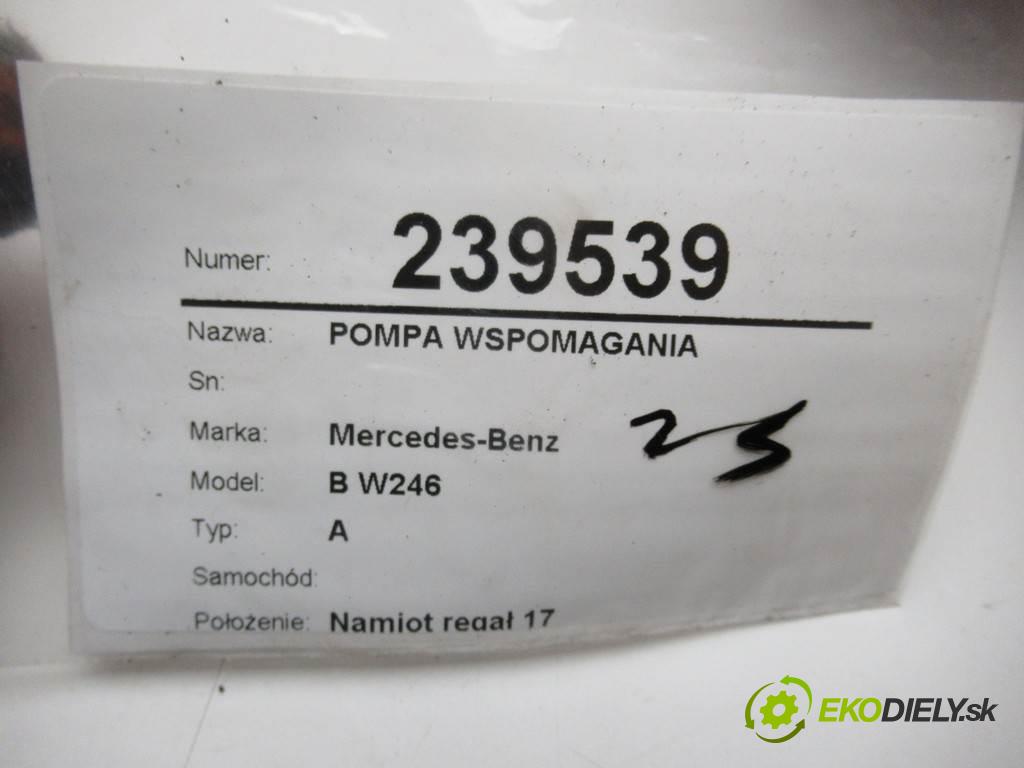 Numer: 239539
Nazwa: POMPA WSPOMAGANIA
Sn:
Marka: Mercedes-Benz
Model: B W246
Typ: A
Samochód:
Położenie: Namiot regał 17
EKODIELY.sk